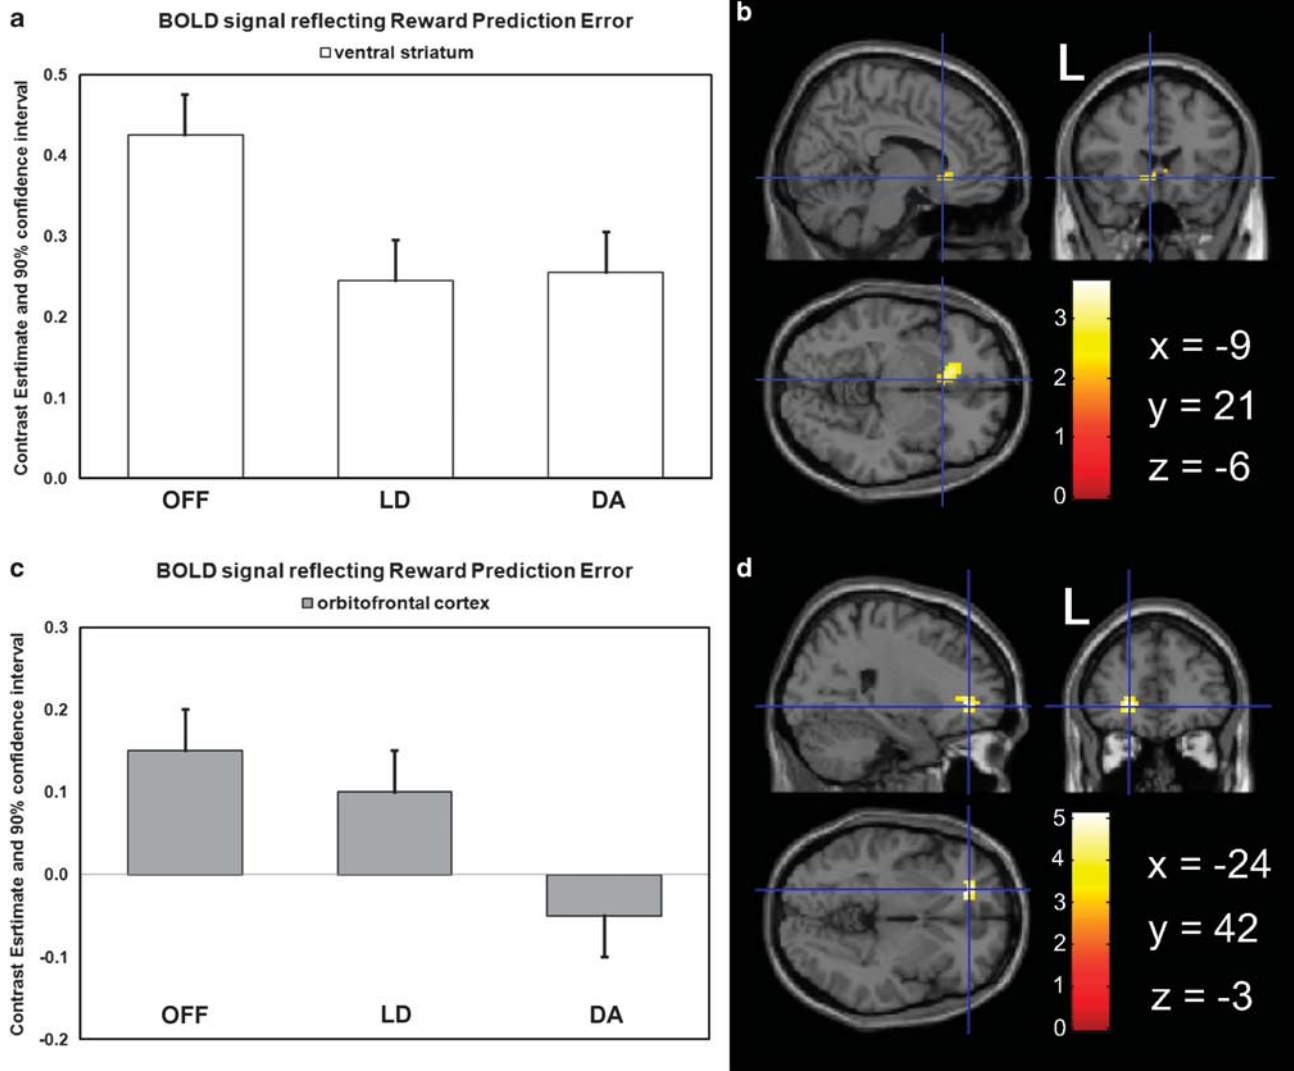 a
BOLD signal reflecting Reward Prediction Error
ventral striatum
Contrast Esrtimate and 90% confidence interval
0.5
0.4
0.3
0.2
0.1
0.0
OFF LD DA
b
L
3
2
1
0
x = -9
y = 21
z = -6
c
BOLD signal reflecting Reward Prediction Error
orbitofrontal cortex
Contrast Esrtimate and 90% confidence interval
0.3
0.2
0.1
0.0
-0.1
-0.2
OFF LD DA
d
L
5
4
3
2
1
0
x = -24
y = 42
z = -3